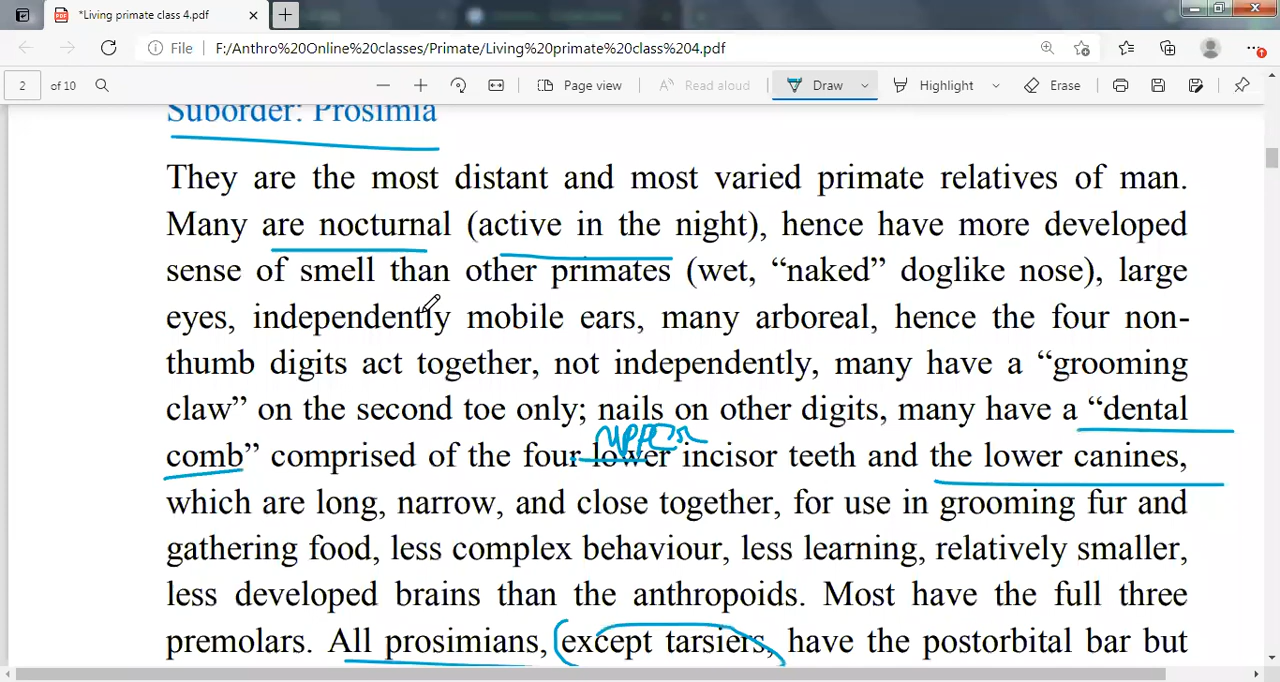 *Living primate class 4.pdf
File F:/Anthro%20Online%20classes/Primate/Living%20primate%20class%204.pdf
2 of 10 Page view Read aloud Draw Highlight Erase
Suborder: Prosimia
They are the most distant and most varied primate relatives of man.
Many are nocturnal (active in the night), hence have more developed
sense of smell than other primates (wet, “naked” doglike nose), large
eyes, independently mobile ears, many arboreal, hence the four non-
thumb digits act together, not independently, many have a “grooming
claw” on the second toe only; nails on other digits, many have a “dental
upper
comb” comprised of the four lower incisor teeth and the lower canines,
which are long, narrow, and close together, for use in grooming fur and
gathering food, less complex behaviour, less learning, relatively smaller,
less developed brains than the anthropoids. Most have the full three
premolars. All prosimians, except tarsiers, have the postorbital bar but